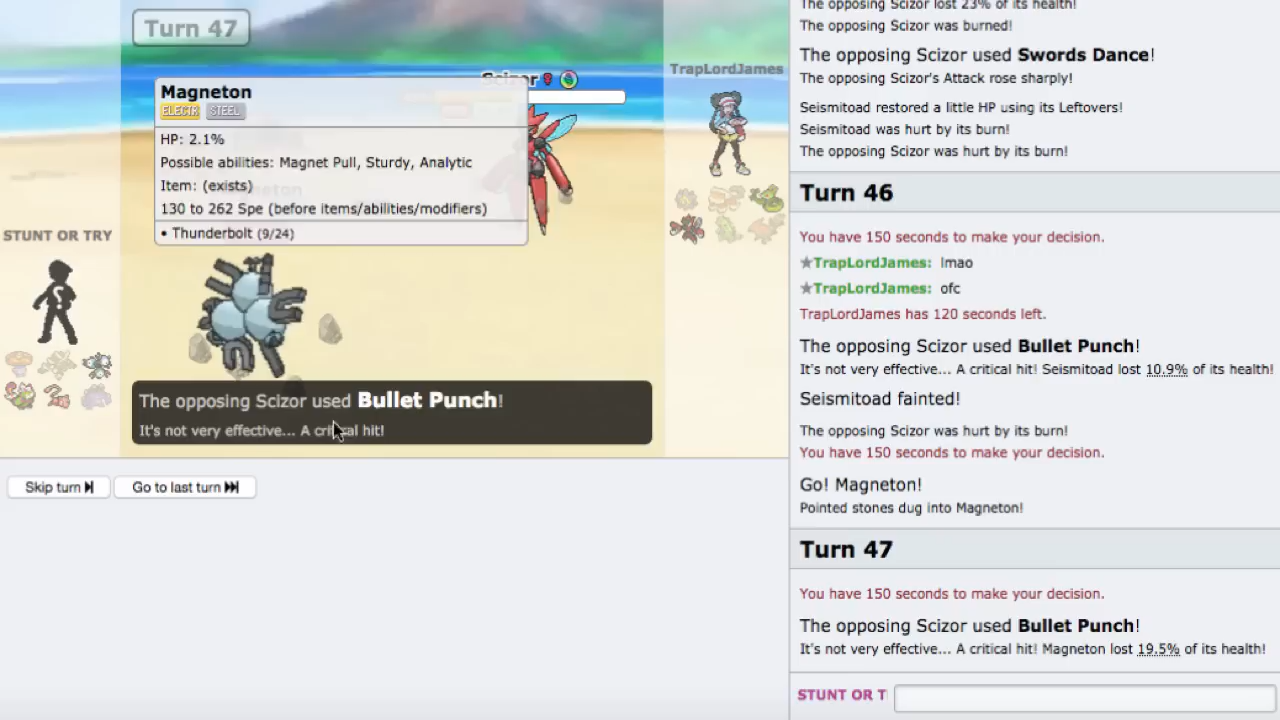 Turn 47
Magneton
ELECTR STEEL
HP: 2.1%
Possible abilities: Magnet Pull, Sturdy, Analytic
Item: (exists)
130 to 262 Spe (before items/abilities/modifiers)
• Thunderbolt (9/24)
Scizor
TrapLordJames
STUNT OR TRY
The opposing Scizor used Bullet Punch!
It's not very effective... A critical hit!
Skip turn
Go to last turn
The opposing Scizor lost 23% of its health!
The opposing Scizor was burned!
The opposing Scizor used Swords Dance!
The opposing Scizor's Attack rose sharply!
Seismitoad restored a little HP using its Leftovers!
Seismitoad was hurt by its burn!
The opposing Scizor was hurt by its burn!
Turn 46
You have 150 seconds to make your decision.
★TrapLordJames: lmao
★TrapLordJames: ofc
TrapLordJames has 120 seconds left.
The opposing Scizor used Bullet Punch!
It's not very effective... A critical hit! Seismitoad lost 10.9% of its health!
Seismitoad fainted!
The opposing Scizor was hurt by its burn!
You have 150 seconds to make your decision.
Go! Magneton!
Pointed stones dug into Magneton!
Turn 47
You have 150 seconds to make your decision.
The opposing Scizor used Bullet Punch!
It's not very effective... A critical hit! Magneton lost 19.5% of its health!
STUNT OR T